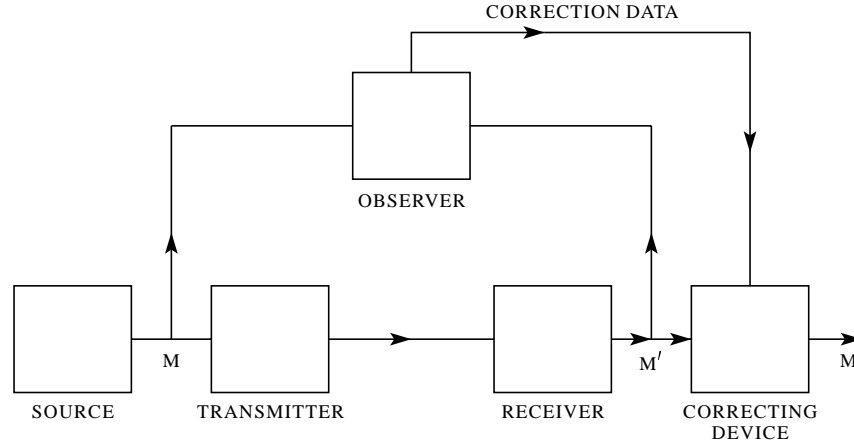 CORRECTION DATA
OBSERVER
M
M′
M
SOURCE
TRANSMITTER
RECEIVER
CORRECTING
DEVICE